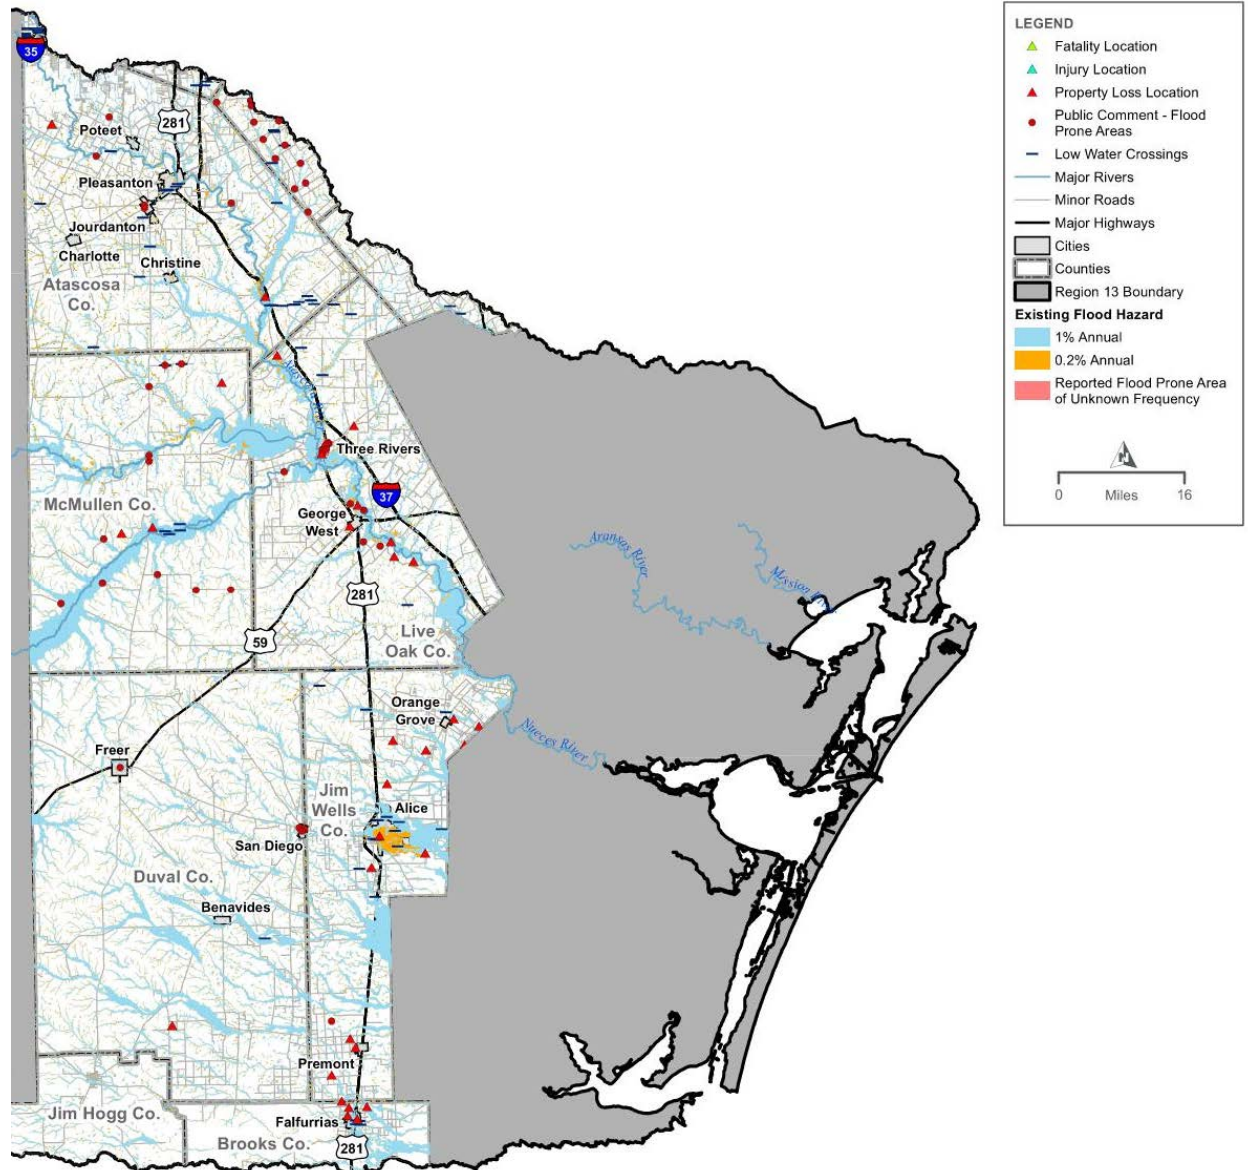 35
281
Poteet
Pleasanton
Jourdanton
Charlotte
Christine
Atascosa
Co.
Three Rivers
McMullen Co.
37
George
West
281
59
Live
Oak Co.
Aransas River
Mission River
Orange
Grove
Nueces River
Freer
Jim
Wells
Co.
Alice
San Diego
Duval Co.
Benavides
Premont
Jim Hogg Co.
Falfurrias
Brooks Co.
281
LEGEND
Fatality Location
Injury Location
Property Loss Location
Public Comment - Flood
Prone Areas
Low Water Crossings
Major Rivers
Minor Roads
Major Highways
Cities
Counties
Region 13 Boundary
Existing Flood Hazard
1% Annual
0.2% Annual
Reported Flood Prone Area
of Unknown Frequency
N
0 16
Miles